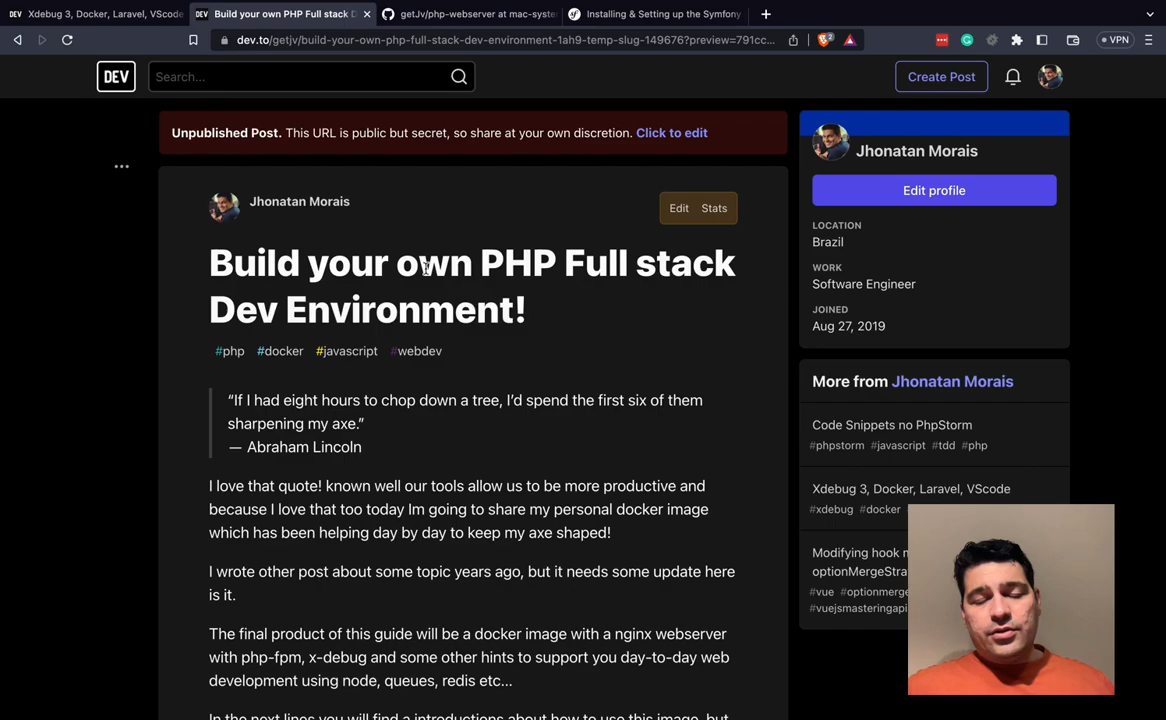 Xdebug 3, Docker, Laravel, VScode
Build your own PHP Full stack D
getJv/php-webserver at mac-syste
Installing & Setting up the Symfony
dev.to/getjv/build-your-own-php-full-stack-dev-environment-1ah9-temp-slug-149676?preview=791cc...
2
VPN
DEV
Search...
Create Post
Unpublished Post. This URL is public but secret, so share at your own discretion. Click to edit
Jhonatan Morais
Edit Stats
Build your own PHP Full stack
Dev Environment!
#php #docker #javascript #webdev
“If I had eight hours to chop down a tree, I’d spend the first six of them
sharpening my axe.”
— Abraham Lincoln
I love that quote! known well our tools allow us to be more productive and
because I love that too today Im going to share my personal docker image
which has been helping day by day to keep my axe shaped!
I wrote other post about some topic years ago, but it needs some update here
is it.
The final product of this guide will be a docker image with a nginx webserver
with php-fpm, x-debug and some other hints to support you day-to-day web
development using node, queues, redis etc...
In the next lines you will find a introductions about how to use this image, but
Jhonatan Morais
Edit profile
LOCATION
Brazil
WORK
Software Engineer
JOINED
Aug 27, 2019
More from Jhonatan Morais
Code Snippets no PhpStorm
#phpstorm #javascript #tdd #php
Xdebug 3, Docker, Laravel, VScode
#xdebug #docker
Modifying hook
optionMergeStra
#vue #optionmerge
#vuejsmasteringapi